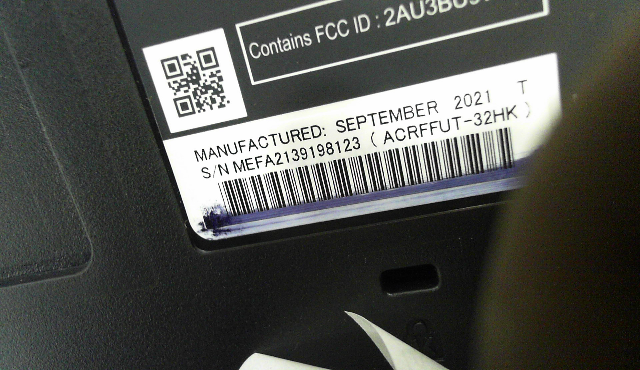 Contains FCC ID : 2AU3B
MANUFACTURED: SEPTEMBER 2021 T
S/N MEFA2139198123 ( ACRFFUT-32HK )